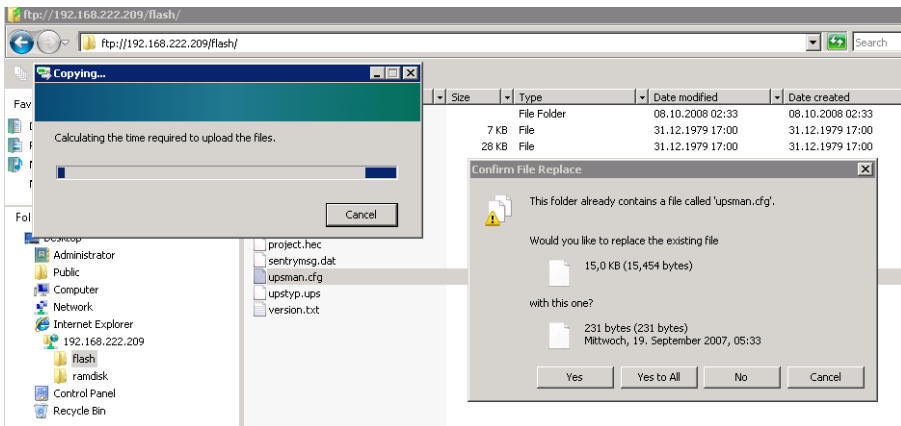 ftp://192.168.222.209/flash/
ftp://192.168.222.209/flash/
Search
Copying...
Calculating the time required to upload the files.
Cancel
Fav
Fol
Desktop
Administrator
Public
Computer
Network
Internet Explorer
192.168.222.209
flash
ramdisk
Control Panel
Recycle Bin
Size Type Date modified Date created
File Folder 08.10.2008 02:33 08.10.2008 02:33
7 KB File 31.12.1979 17:00 31.12.1979 17:00
28 KB File 31.12.1979 17:00 31.12.1979 17:00
project.hec
sentrymsg.dat
upsman.cfg
upstyp.ups
version.txt
Confirm File Replace
This folder already contains a file called 'upsman.cfg'.
Would you like to replace the existing file
15,0 KB (15,454 bytes)
with this one?
231 bytes (231 bytes)
Mittwoch, 19. September 2007, 05:33
Yes Yes to All No Cancel